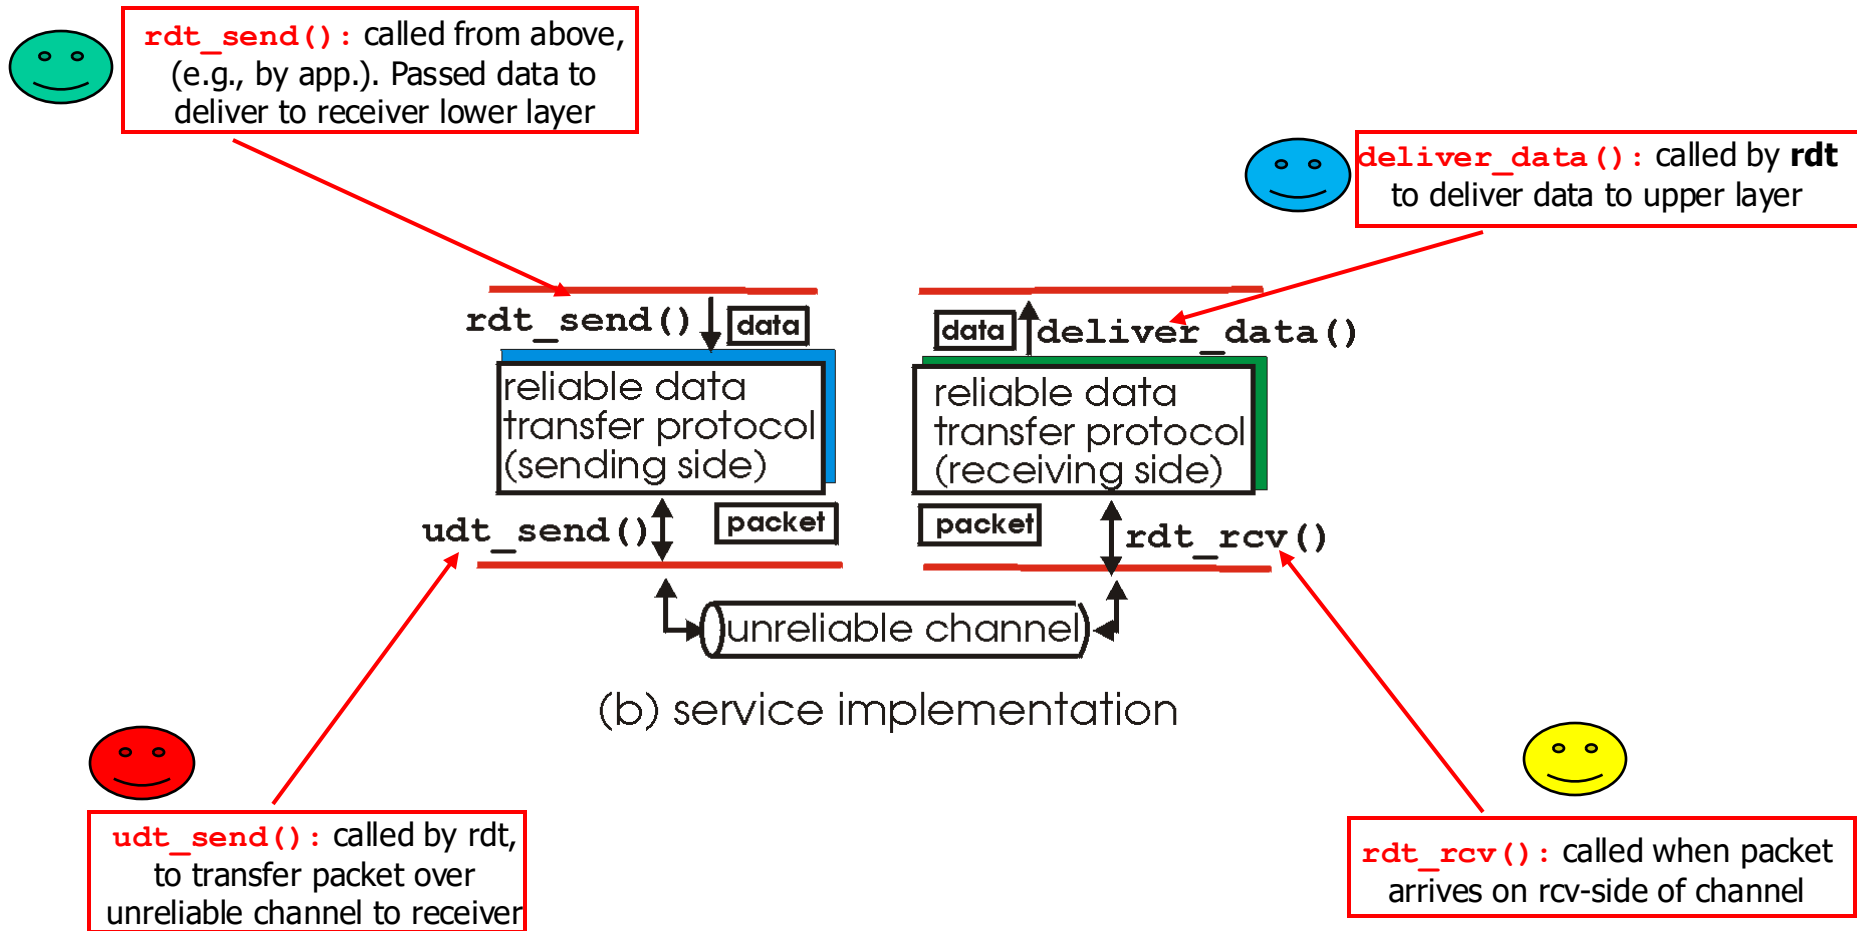 rdt_send(): called from above,
(e.g., by app.). Passed data to
deliver to receiver lower layer
deliver_data(): called by rdt
to deliver data to upper layer
rdt_send()
data
data
deliver_data()
reliable data
transfer protocol
(sending side)
reliable data
transfer protocol
(receiving side)
udt_send()
packet
packet
rdt_rcv()
unreliable channel
(b) service implementation
udt_send(): called by rdt,
to transfer packet over
unreliable channel to receiver
rdt_rcv(): called when packet
arrives on rcv-side of channel